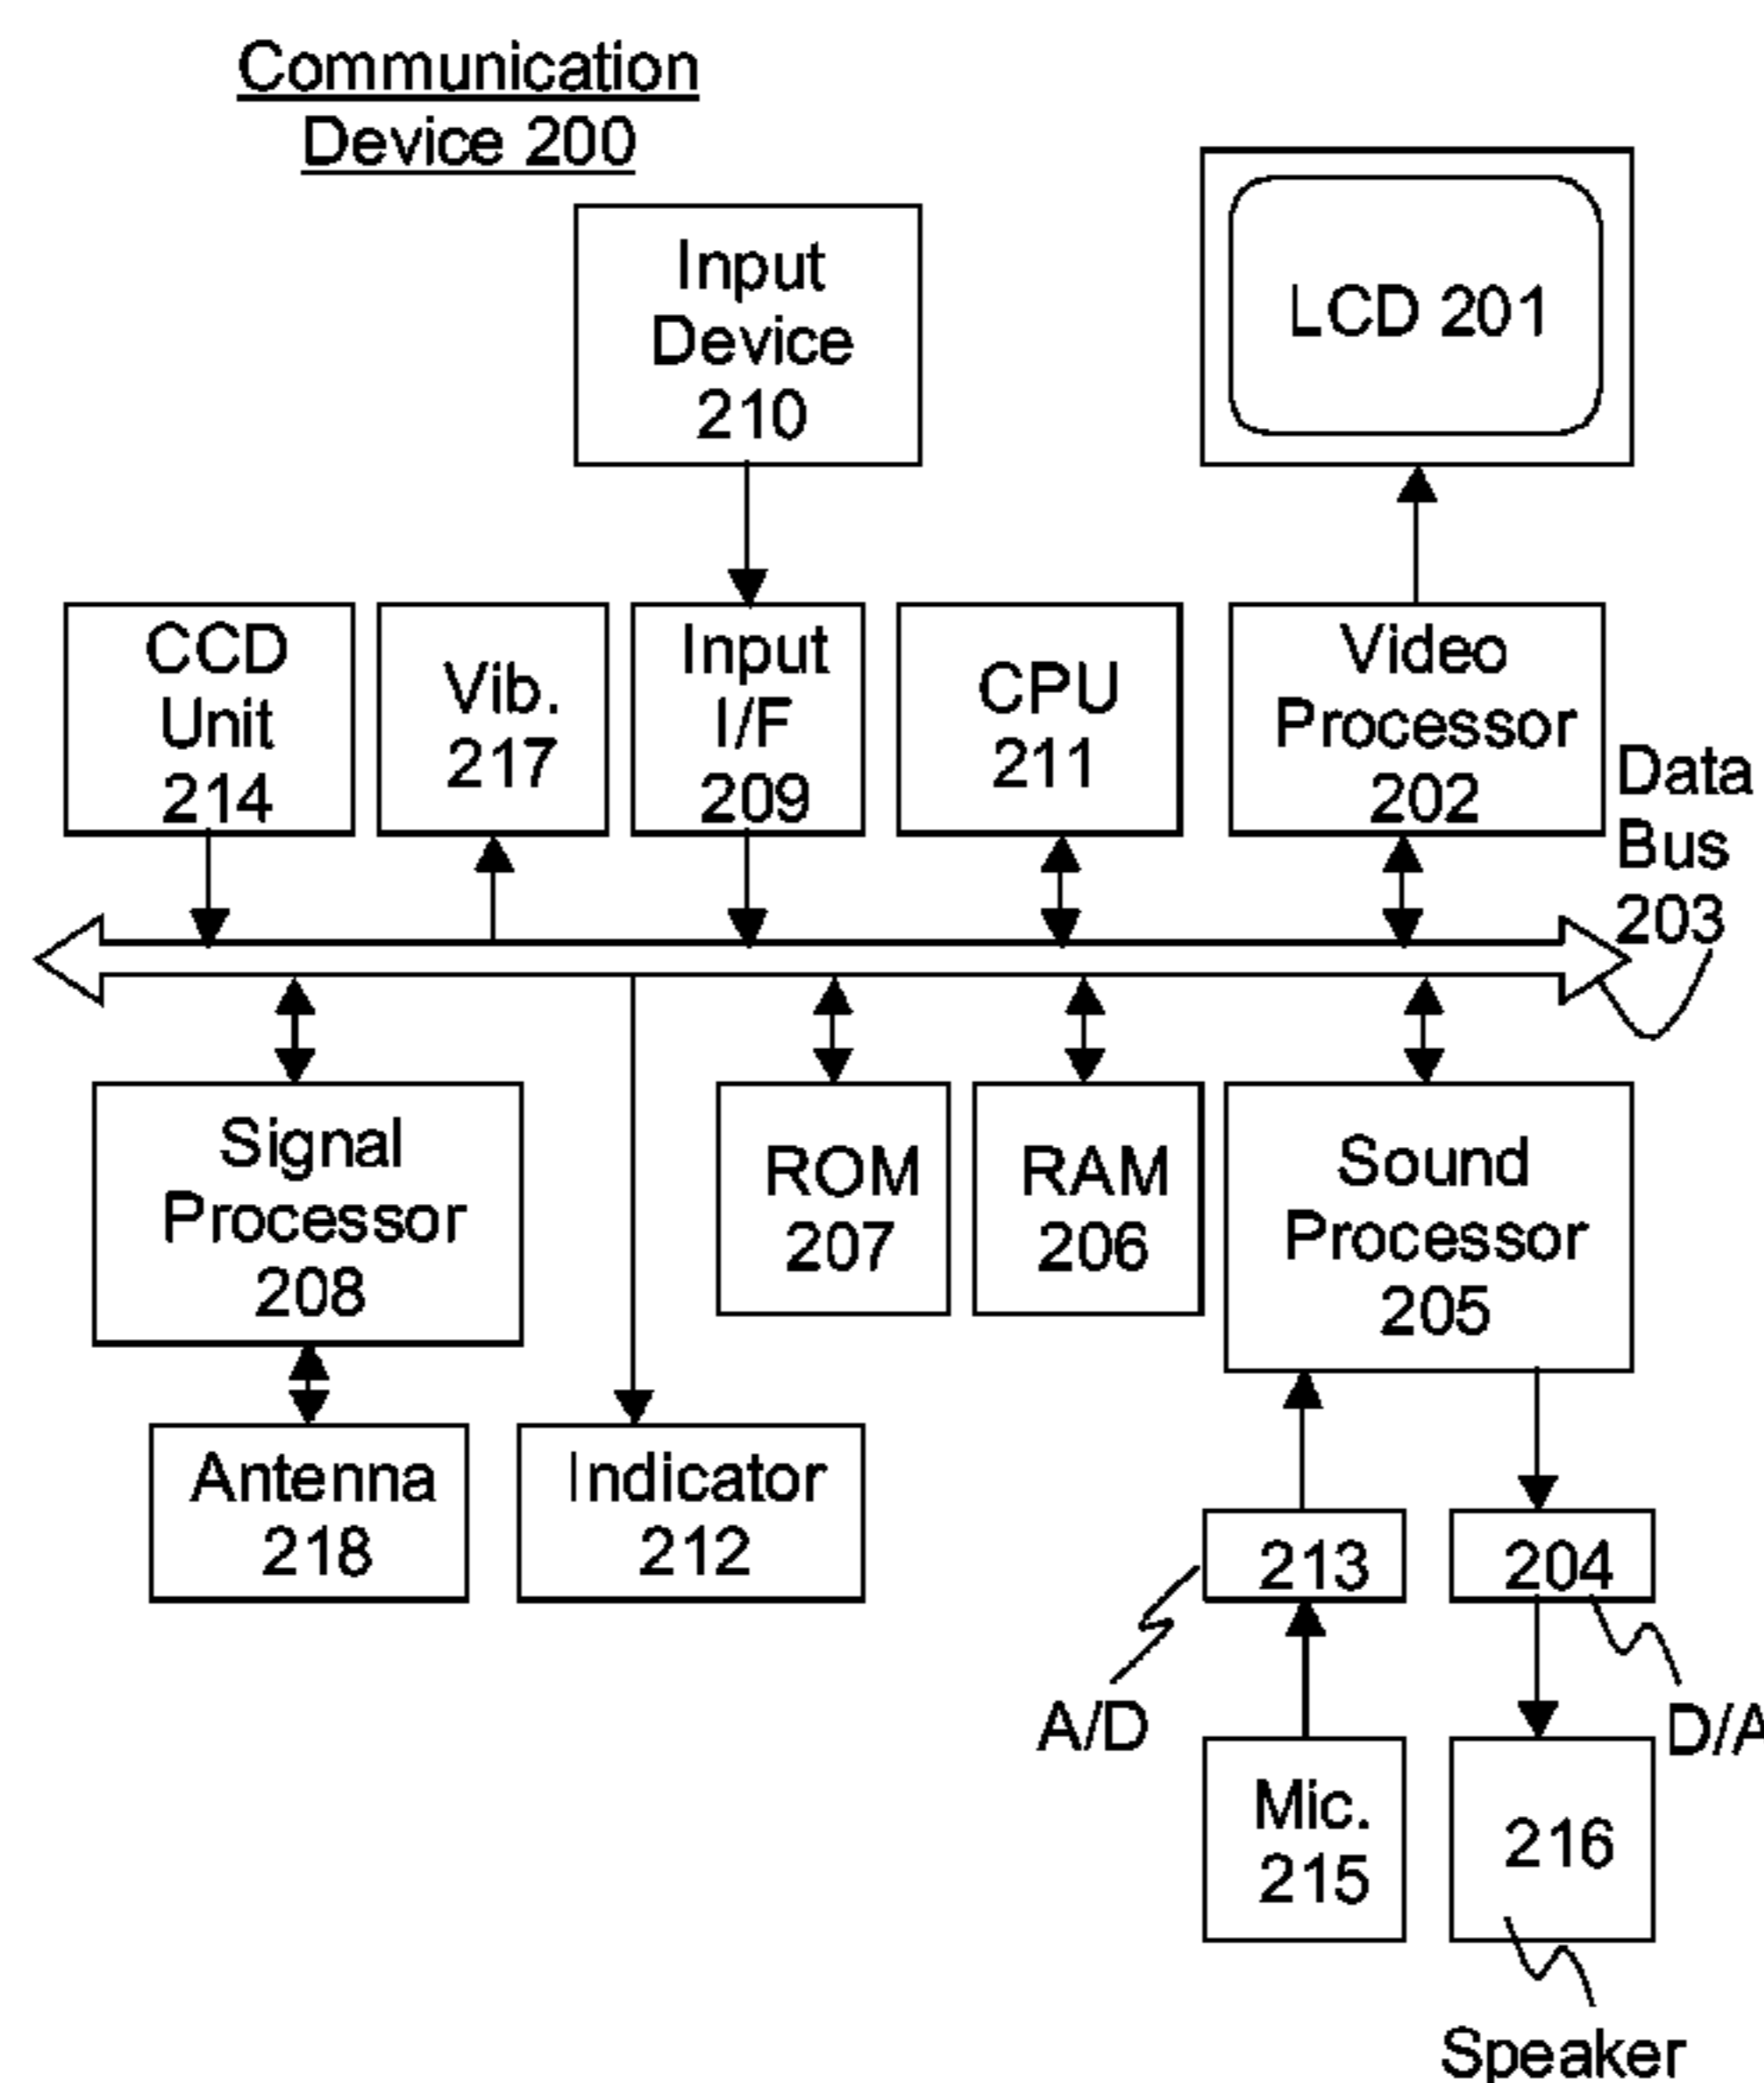 Communication
Device 200
Input
Device
210
LCD 201
CCD
Unit
214
Vib.
217
Input
I/F
209
CPU
211
Video
Processor
202
Data
Bus
203
Signal
Processor
208
ROM
207
RAM
206
Sound
Processor
205
Antenna
218
Indicator
212
213
204
A/D
D/A
Mic.
215
216
Speaker